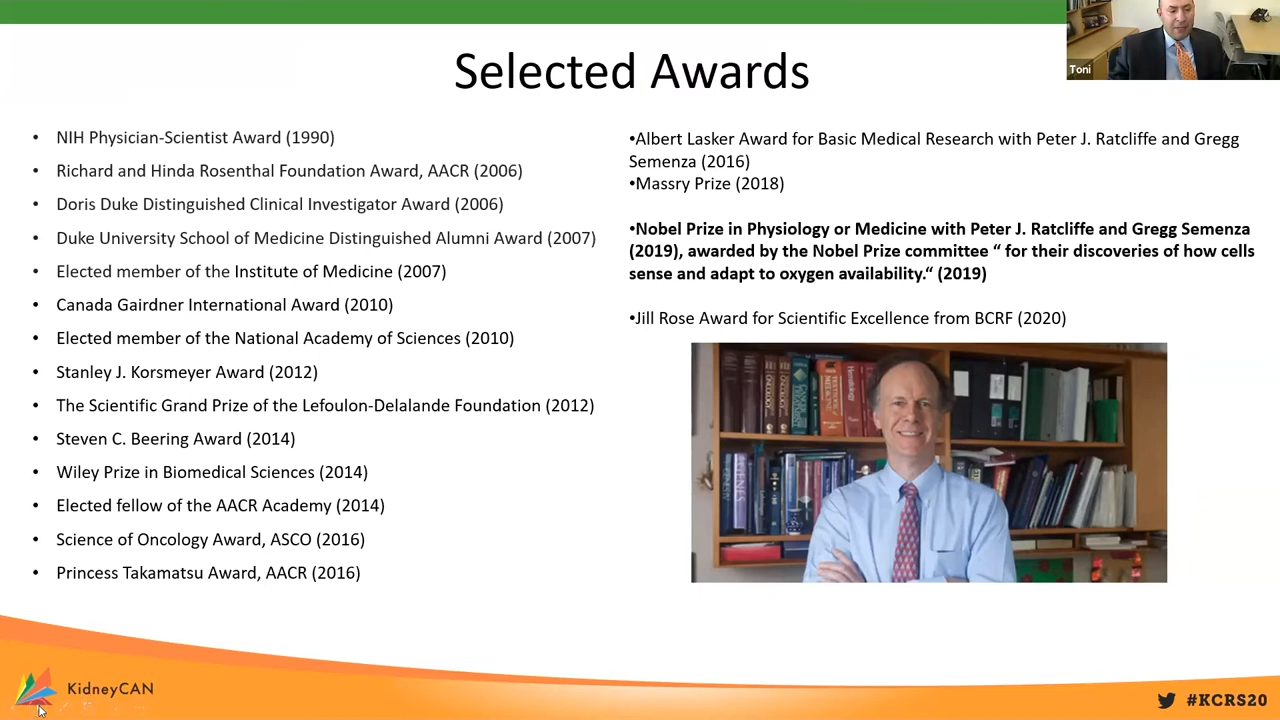 Selected Awards
Toni
• NIH Physician-Scientist Award (1990)
• Richard and Hinda Rosenthal Foundation Award, AACR (2006)
• Doris Duke Distinguished Clinical Investigator Award (2006)
• Duke University School of Medicine Distinguished Alumni Award (2007)
• Elected member of the Institute of Medicine (2007)
• Canada Gairdner International Award (2010)
• Elected member of the National Academy of Sciences (2010)
• Stanley J. Korsmeyer Award (2012)
• The Scientific Grand Prize of the Lefoulon-Delalande Foundation (2012)
• Steven C. Beering Award (2014)
• Wiley Prize in Biomedical Sciences (2014)
• Elected fellow of the AACR Academy (2014)
• Science of Oncology Award, ASCO (2016)
• Princess Takamatsu Award, AACR (2016)
•Albert Lasker Award for Basic Medical Research with Peter J. Ratcliffe and Gregg
Semenza (2016)
•Massry Prize (2018)
•Nobel Prize in Physiology or Medicine with Peter J. Ratcliffe and Gregg Semenza
(2019), awarded by the Nobel Prize committee “ for their discoveries of how cells
sense and adapt to oxygen availability.“ (2019)
•Jill Rose Award for Scientific Excellence from BCRF (2020)
KidneyCAN
#KCRS20